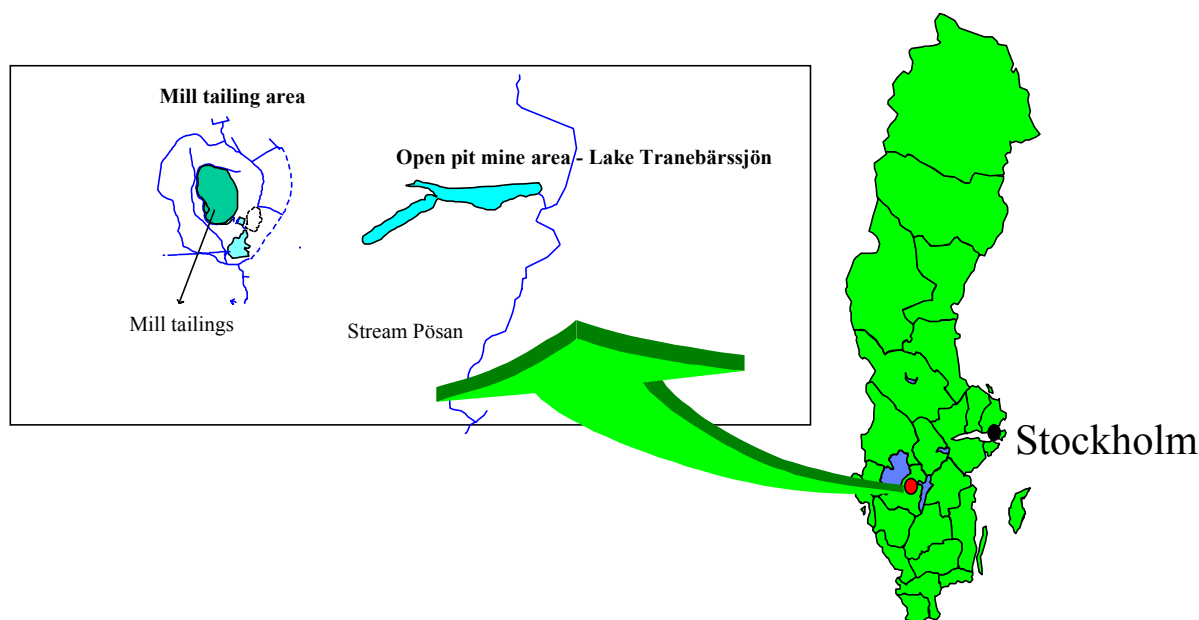 Mill tailing area
Open pit mine area - Lake Tranebärssjön
Mill tailings
Stream Pösan
Stockholm